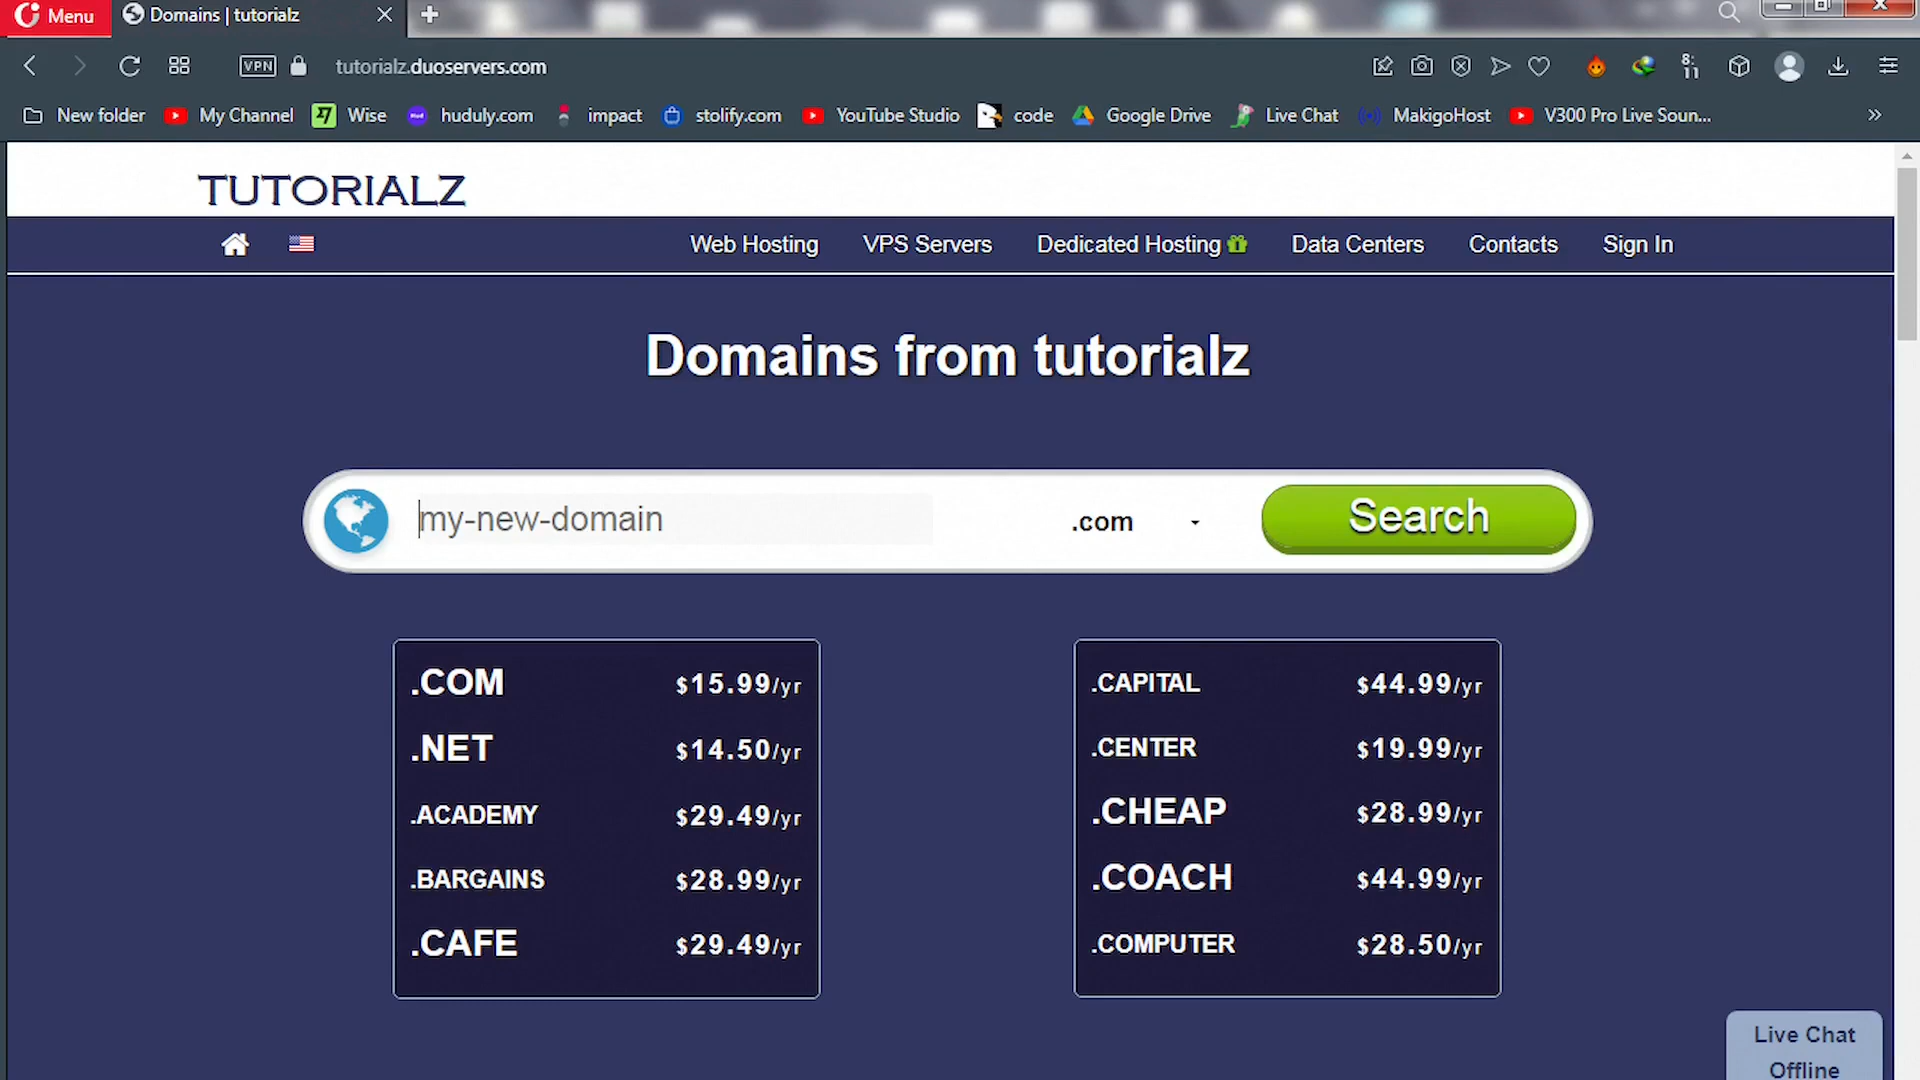 Menu
Domains | tutorialz
VPN
tutorialz.duoservers.com
8:
11
New folder
My Channel
Wise
huduly.com
impact
stolify.com
YouTube Studio
code
Google Drive
Live Chat
MakigoHost
V300 Pro Live Soun...
TUTORIALZ
Web Hosting
VPS Servers
Dedicated Hosting
Data Centers
Contacts
Sign In
Domains from tutorialz
my-new-domain
.com
Search
.COM $15.99/yr
.NET $14.50/yr
.ACADEMY $29.49/yr
.BARGAINS $28.99/yr
.CAFE $29.49/yr
.CAPITAL $44.99/yr
.CENTER $19.99/yr
.CHEAP $28.99/yr
.COACH $44.99/yr
.COMPUTER $28.50/yr
Live Chat
Offline